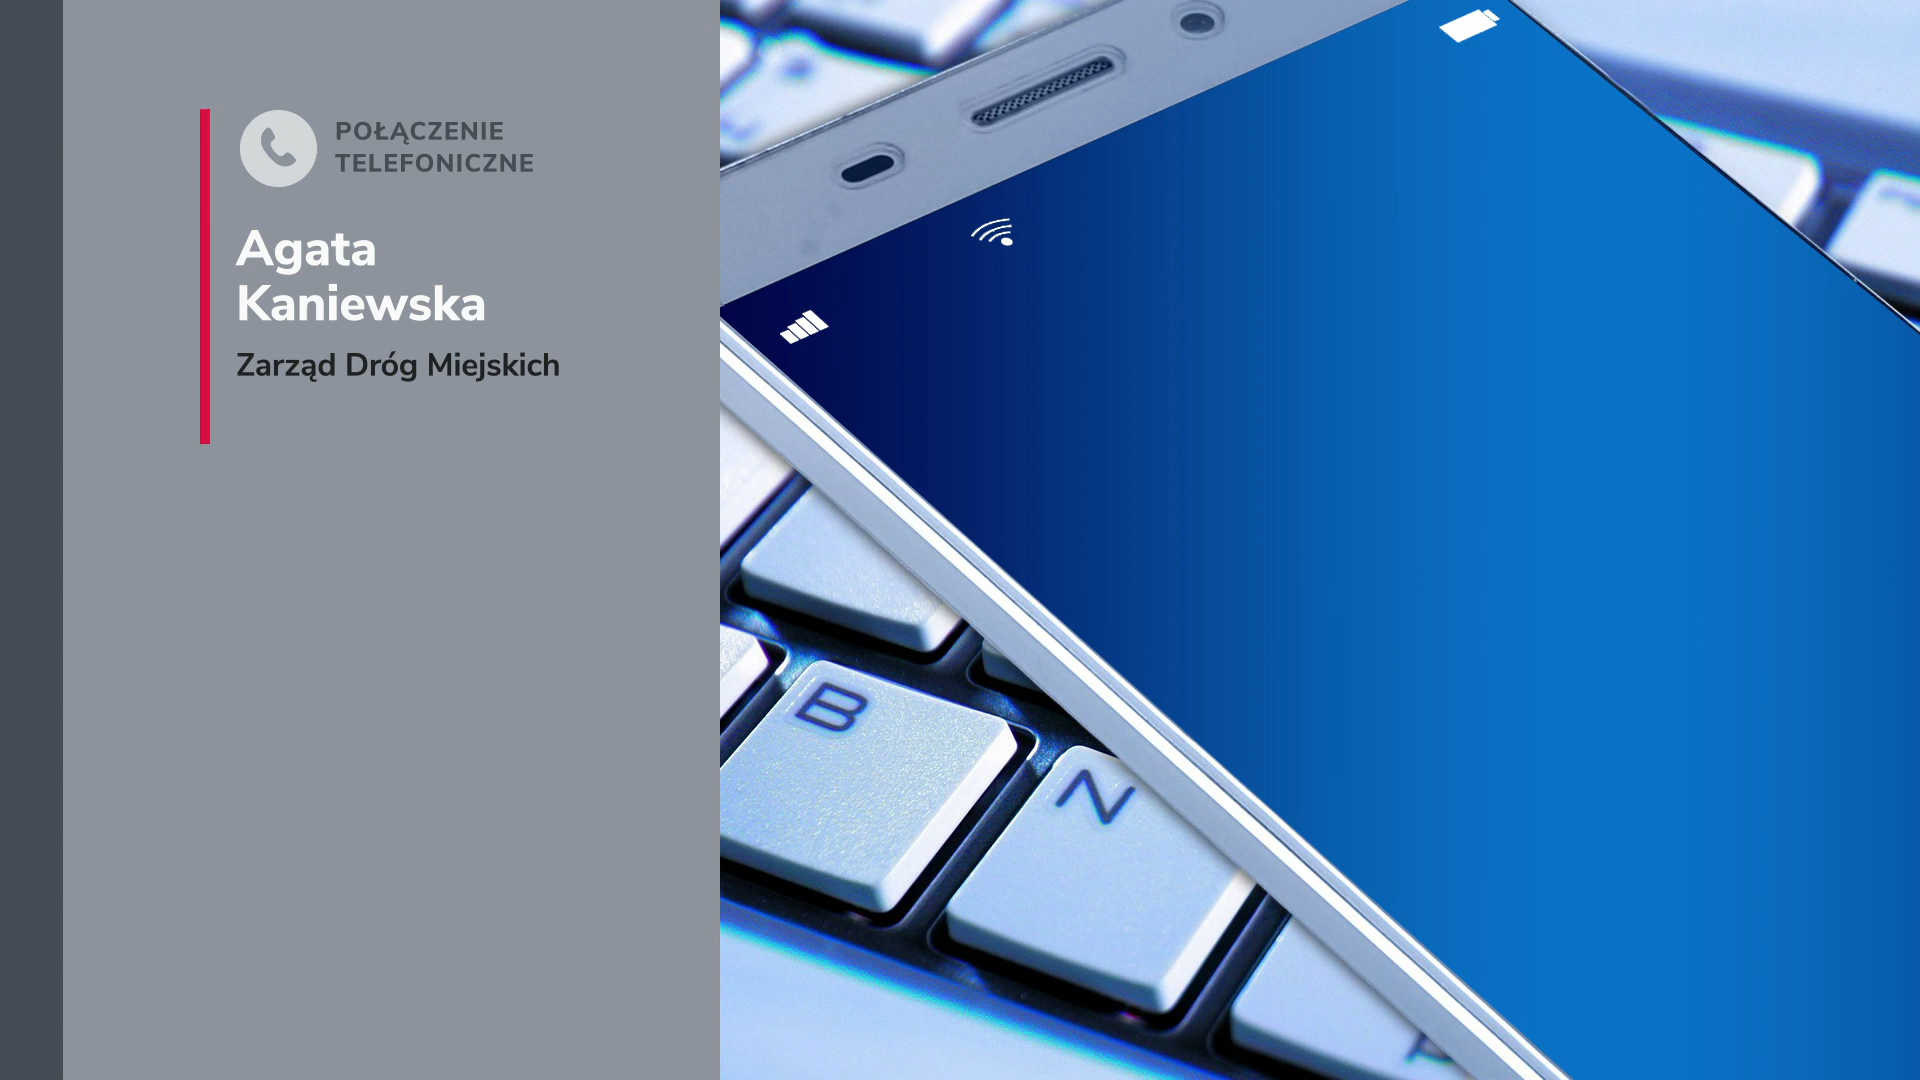 POŁĄCZENIE
TELEFONICZNE
Agata
Kaniewska
Zarząd Dróg Miejskich
B
N